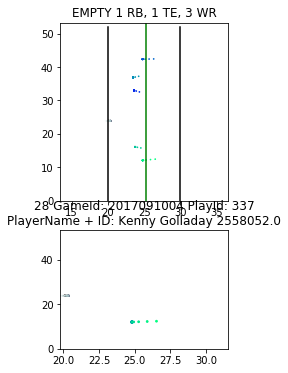 EMPTY 1 RB, 1 TE, 3 WR
50
40
30
20
10
0
15 20 25 30 35
28 GameId: 2017091004 PlayId: 337
PlayerName + ID: Kenny Golladay 2558052.0
40
20
0
20.0 22.5 25.0 27.5 30.0